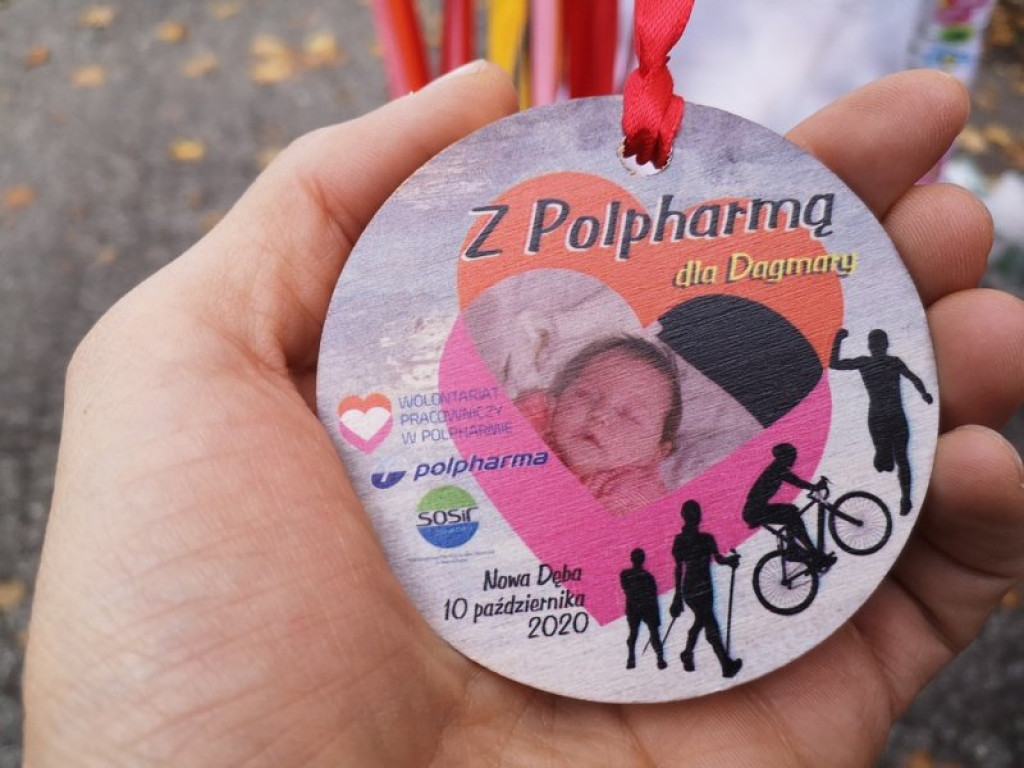 Z Polpharmą
dla Dagmary
WOLONTARIAT
PRACOWNICZY
W POLPHARMIE
polpharma
SOSiR
Nowa Dęba
10 października
2020